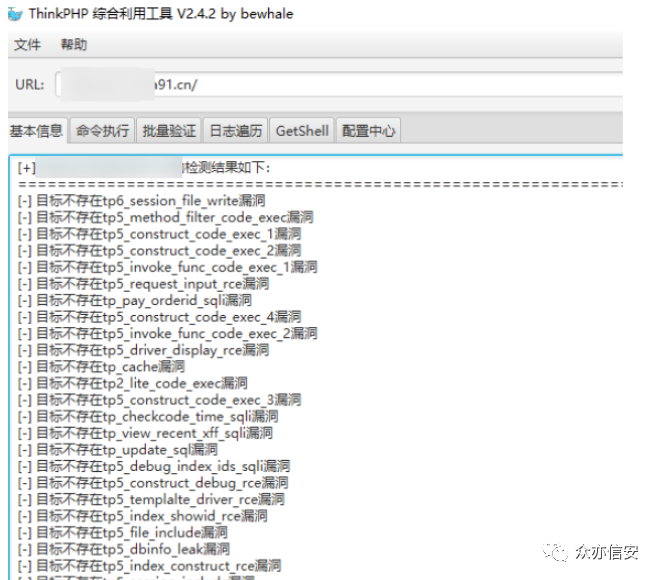 ThinkPHP 综合利用工具 V2.4.2 by bewhale
文件 帮助
URL: a91.cn/
基本信息 命令执行 批量验证 日志遍历 GetShell 配置中心
[+] 的检测结果如下:
==============================================================
[-] 目标不存在tp6_session_file_write漏洞
[-] 目标不存在tp5_method_filter_code_exec漏洞
[-] 目标不存在tp5_construct_code_exec_1漏洞
[-] 目标不存在tp5_construct_code_exec_2漏洞
[-] 目标不存在tp5_invoke_func_code_exec_1漏洞
[-] 目标不存在tp5_request_input_rce漏洞
[-] 目标不存在tp_pay_orderid_sqli漏洞
[-] 目标不存在tp5_construct_code_exec_4漏洞
[-] 目标不存在tp5_invoke_func_code_exec_2漏洞
[-] 目标不存在tp5_driver_display_rce漏洞
[-] 目标不存在tp_cache漏洞
[-] 目标不存在tp2_lite_code_exec漏洞
[-] 目标不存在tp5_construct_code_exec_3漏洞
[-] 目标不存在tp_checkcode_time_sqli漏洞
[-] 目标不存在tp_view_recent_xff_sqli漏洞
[-] 目标不存在tp_update_sql漏洞
[-] 目标不存在tp5_debug_index_ids_sqli漏洞
[-] 目标不存在tp5_construct_debug_rce漏洞
[-] 目标不存在tp5_templalte_driver_rce漏洞
[-] 目标不存在tp5_index_showid_rce漏洞
[-] 目标不存在tp5_file_include漏洞
[-] 目标不存在tp5_dbinfo_leak漏洞
[-] 目标不存在tp5_index_construct_rce漏洞
众亦信安